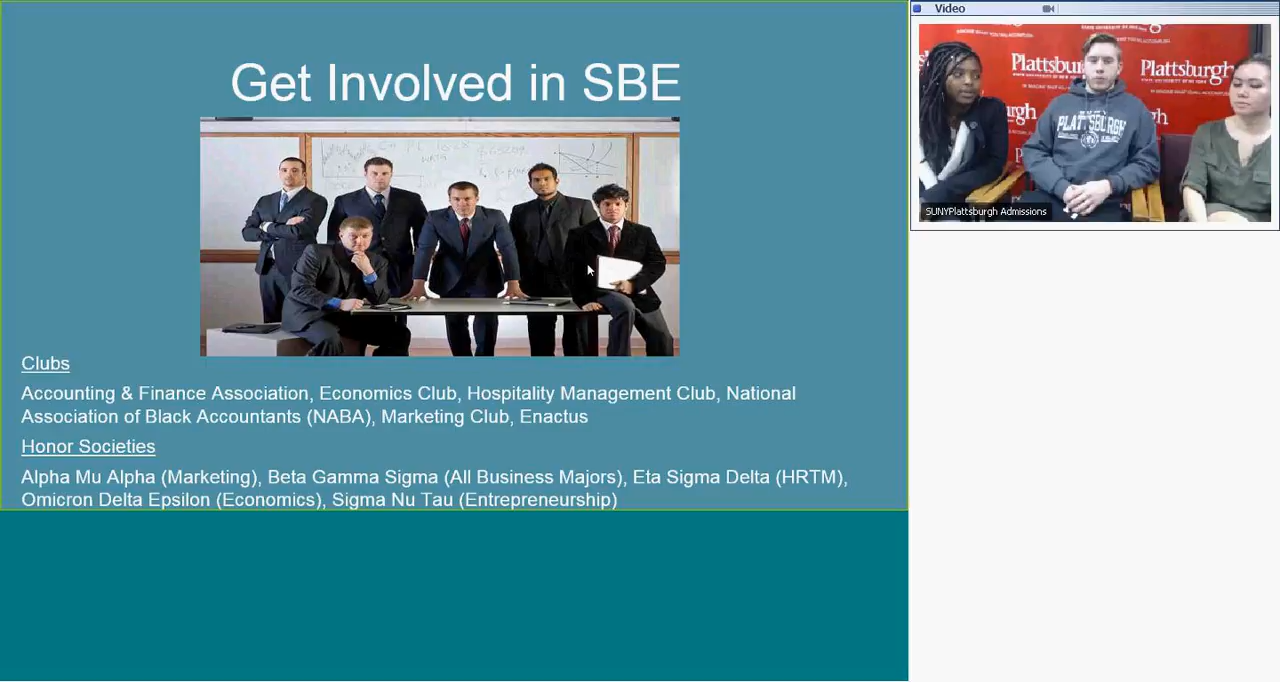 Get Involved in SBE
Clubs
Accounting & Finance Association, Economics Club, Hospitality Management Club, National
Association of Black Accountants (NABA), Marketing Club, Enactus
Honor Societies
Alpha Mu Alpha (Marketing), Beta Gamma Sigma (All Business Majors), Eta Sigma Delta (HRTM),
Omicron Delta Epsilon (Economics), Sigma Nu Tau (Entrepreneurship)
Video
Plattsburgh
Plattsburgh
PLATTSBURGH
SUNYPlattsburgh Admissions